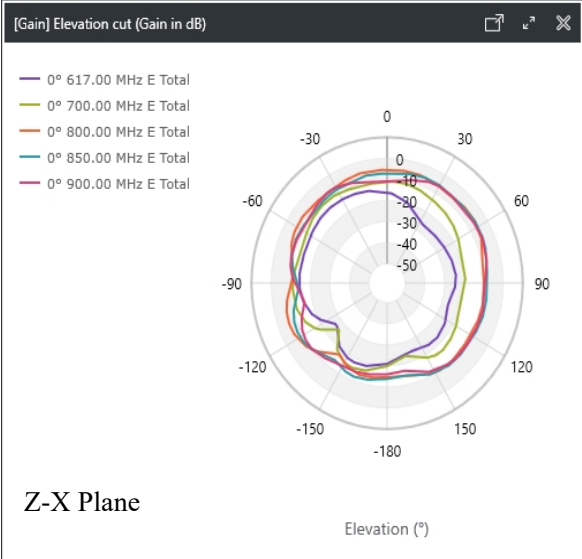 [Gain] Elevation cut (Gain in dB)
0° 617.00 MHz E Total
0° 700.00 MHz E Total
0° 800.00 MHz E Total
0° 850.00 MHz E Total
0° 900.00 MHz E Total
0
-30
30
0
-10
-60
-20
60
-30
-40
-50
-90
90
-120
120
-150
150
-180
Z-X Plane
Elevation (°)